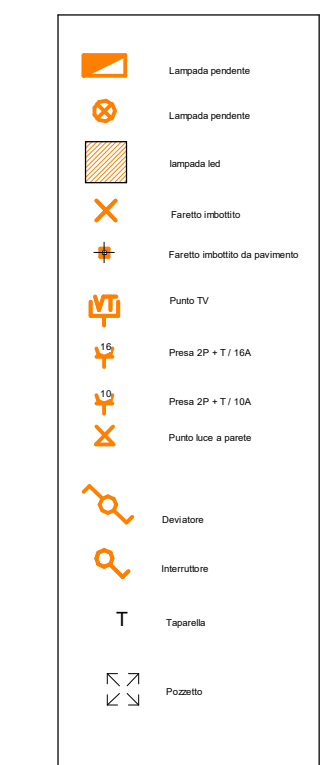 Lampada pendente
Lampada pendente
lampada led
Faretto imbottito
Faretto imbottito da pavimento
VT Punto TV
16 Presa 2P + T / 16A
10 Presa 2P + T / 10A
Punto luce a parete
Deviatore
Interruttore
T Taparella
Pozzetto